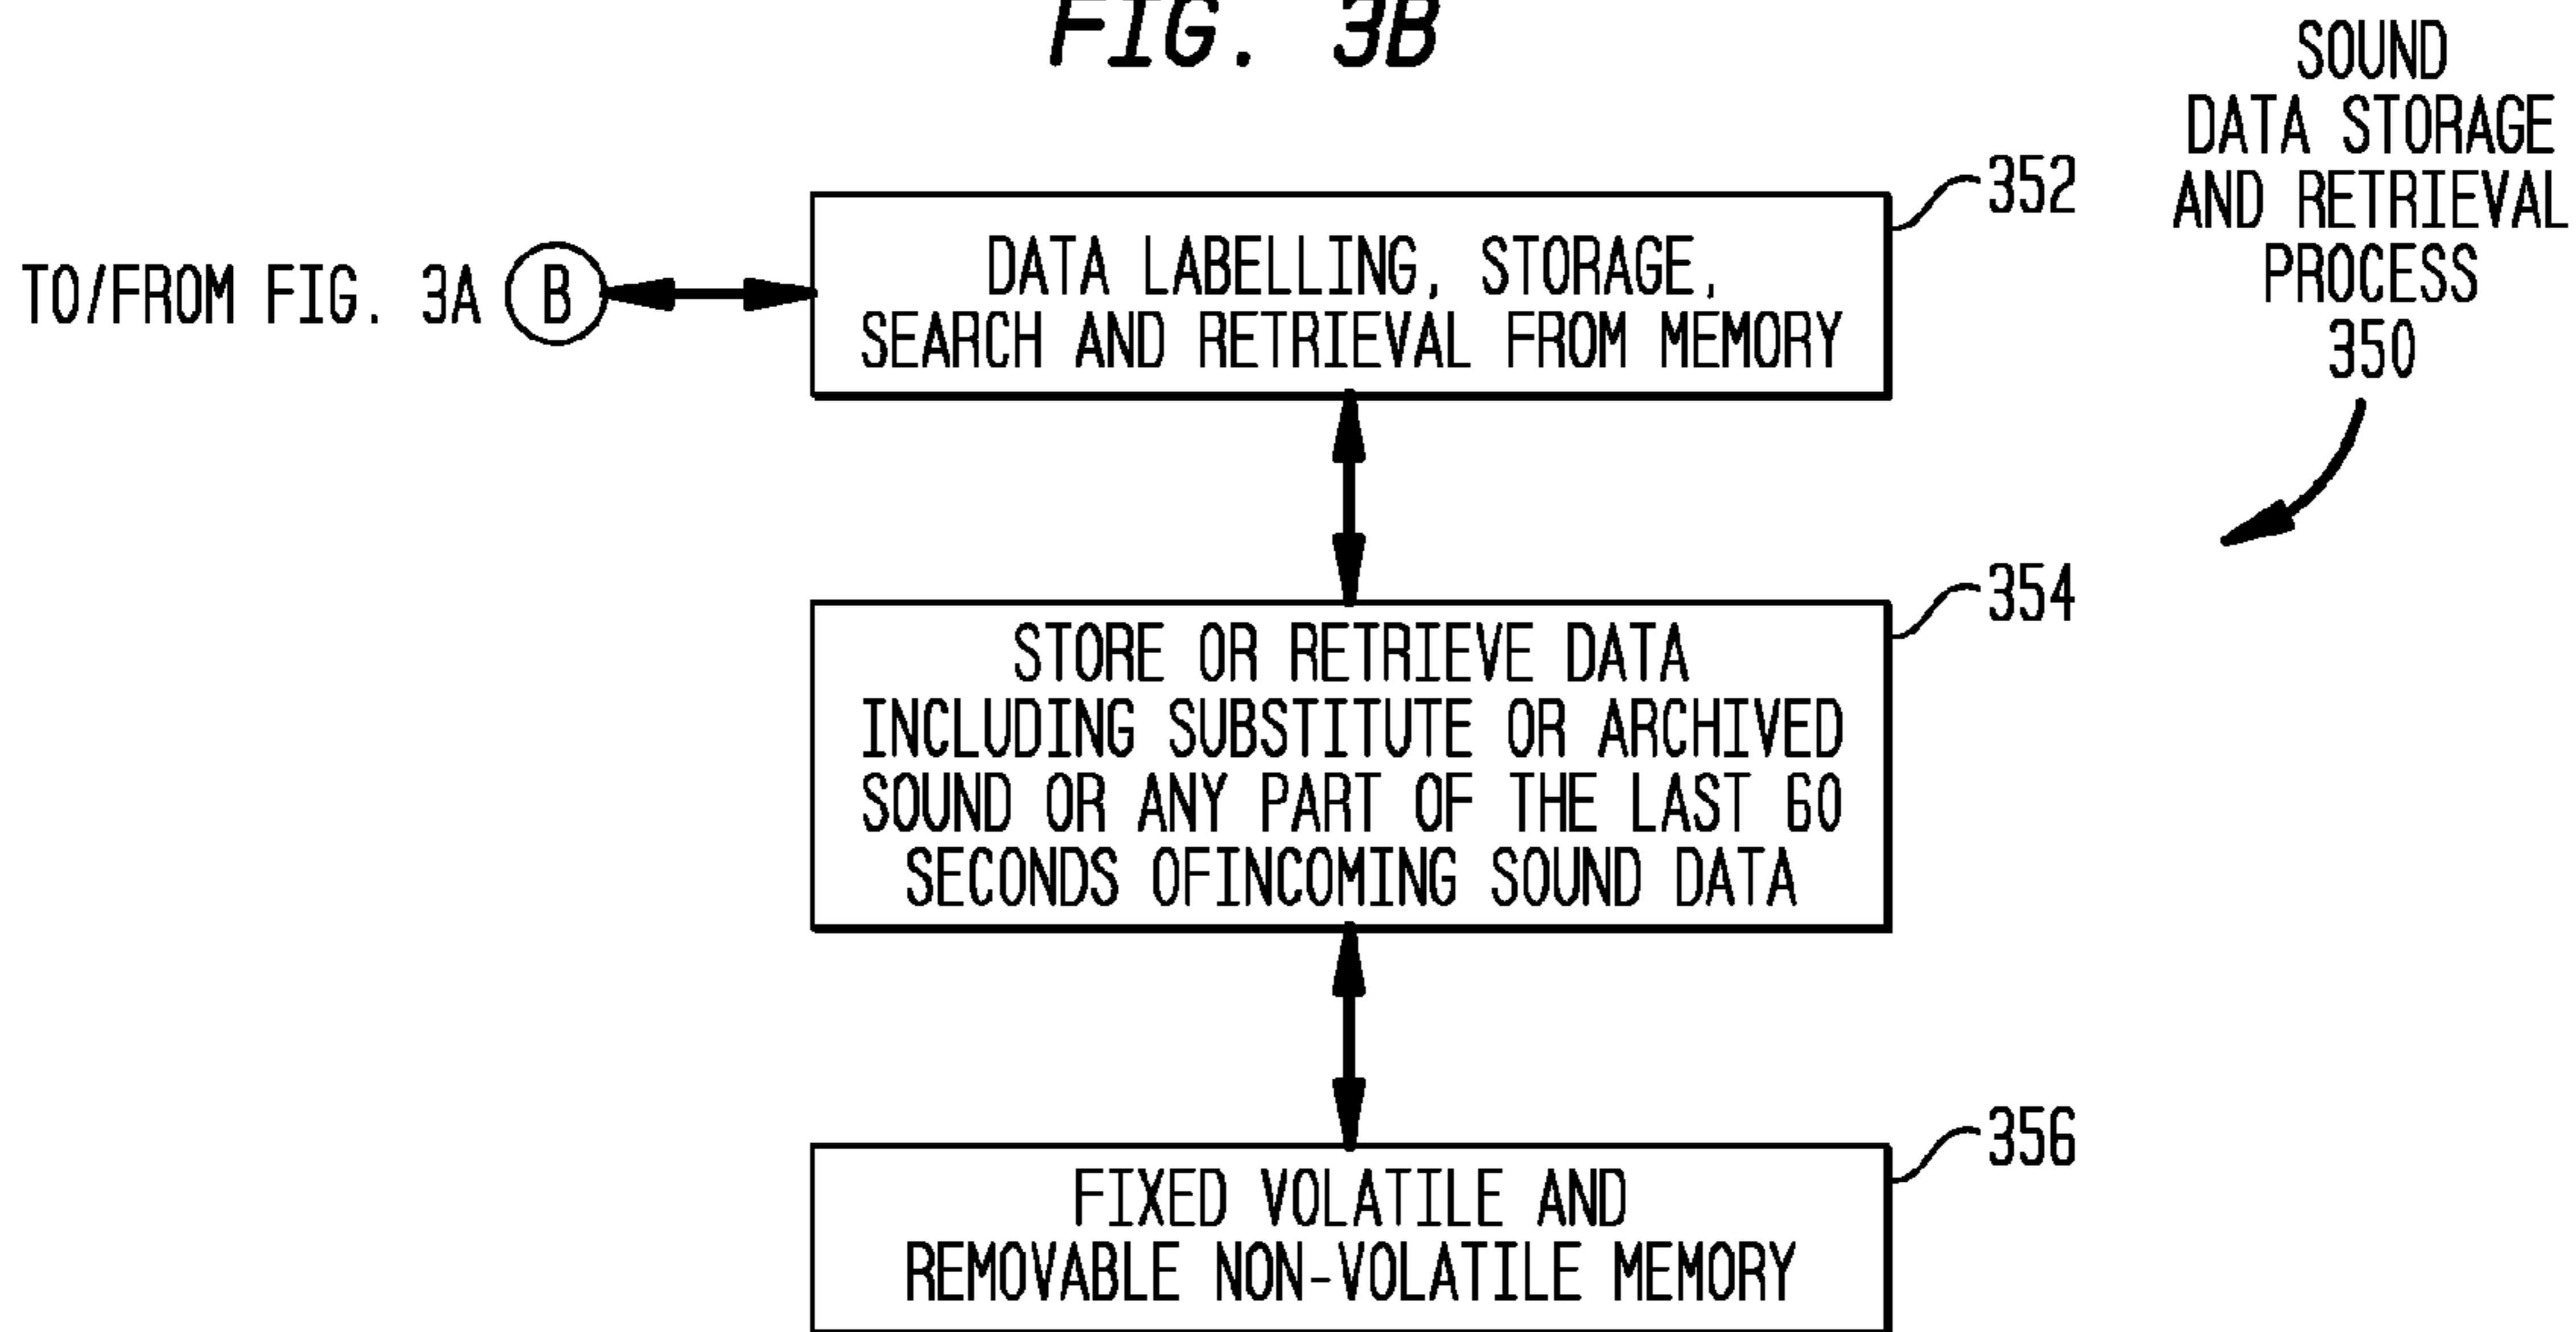 FIG. 3B
SOUND
DATA STORAGE
AND RETRIEVAL
PROCESS
350
352
TO/FROM FIG. 3A B
DATA LABELLING, STORAGE,
SEARCH AND RETRIEVAL FROM MEMORY
354
STORE OR RETRIEVE DATA
INCLUDING SUBSTITUTE OR ARCHIVED
SOUND OR ANY PART OF THE LAST 60
SECONDS OFINCOMING SOUND DATA
356
FIXED VOLATILE AND
REMOVABLE NON-VOLATILE MEMORY